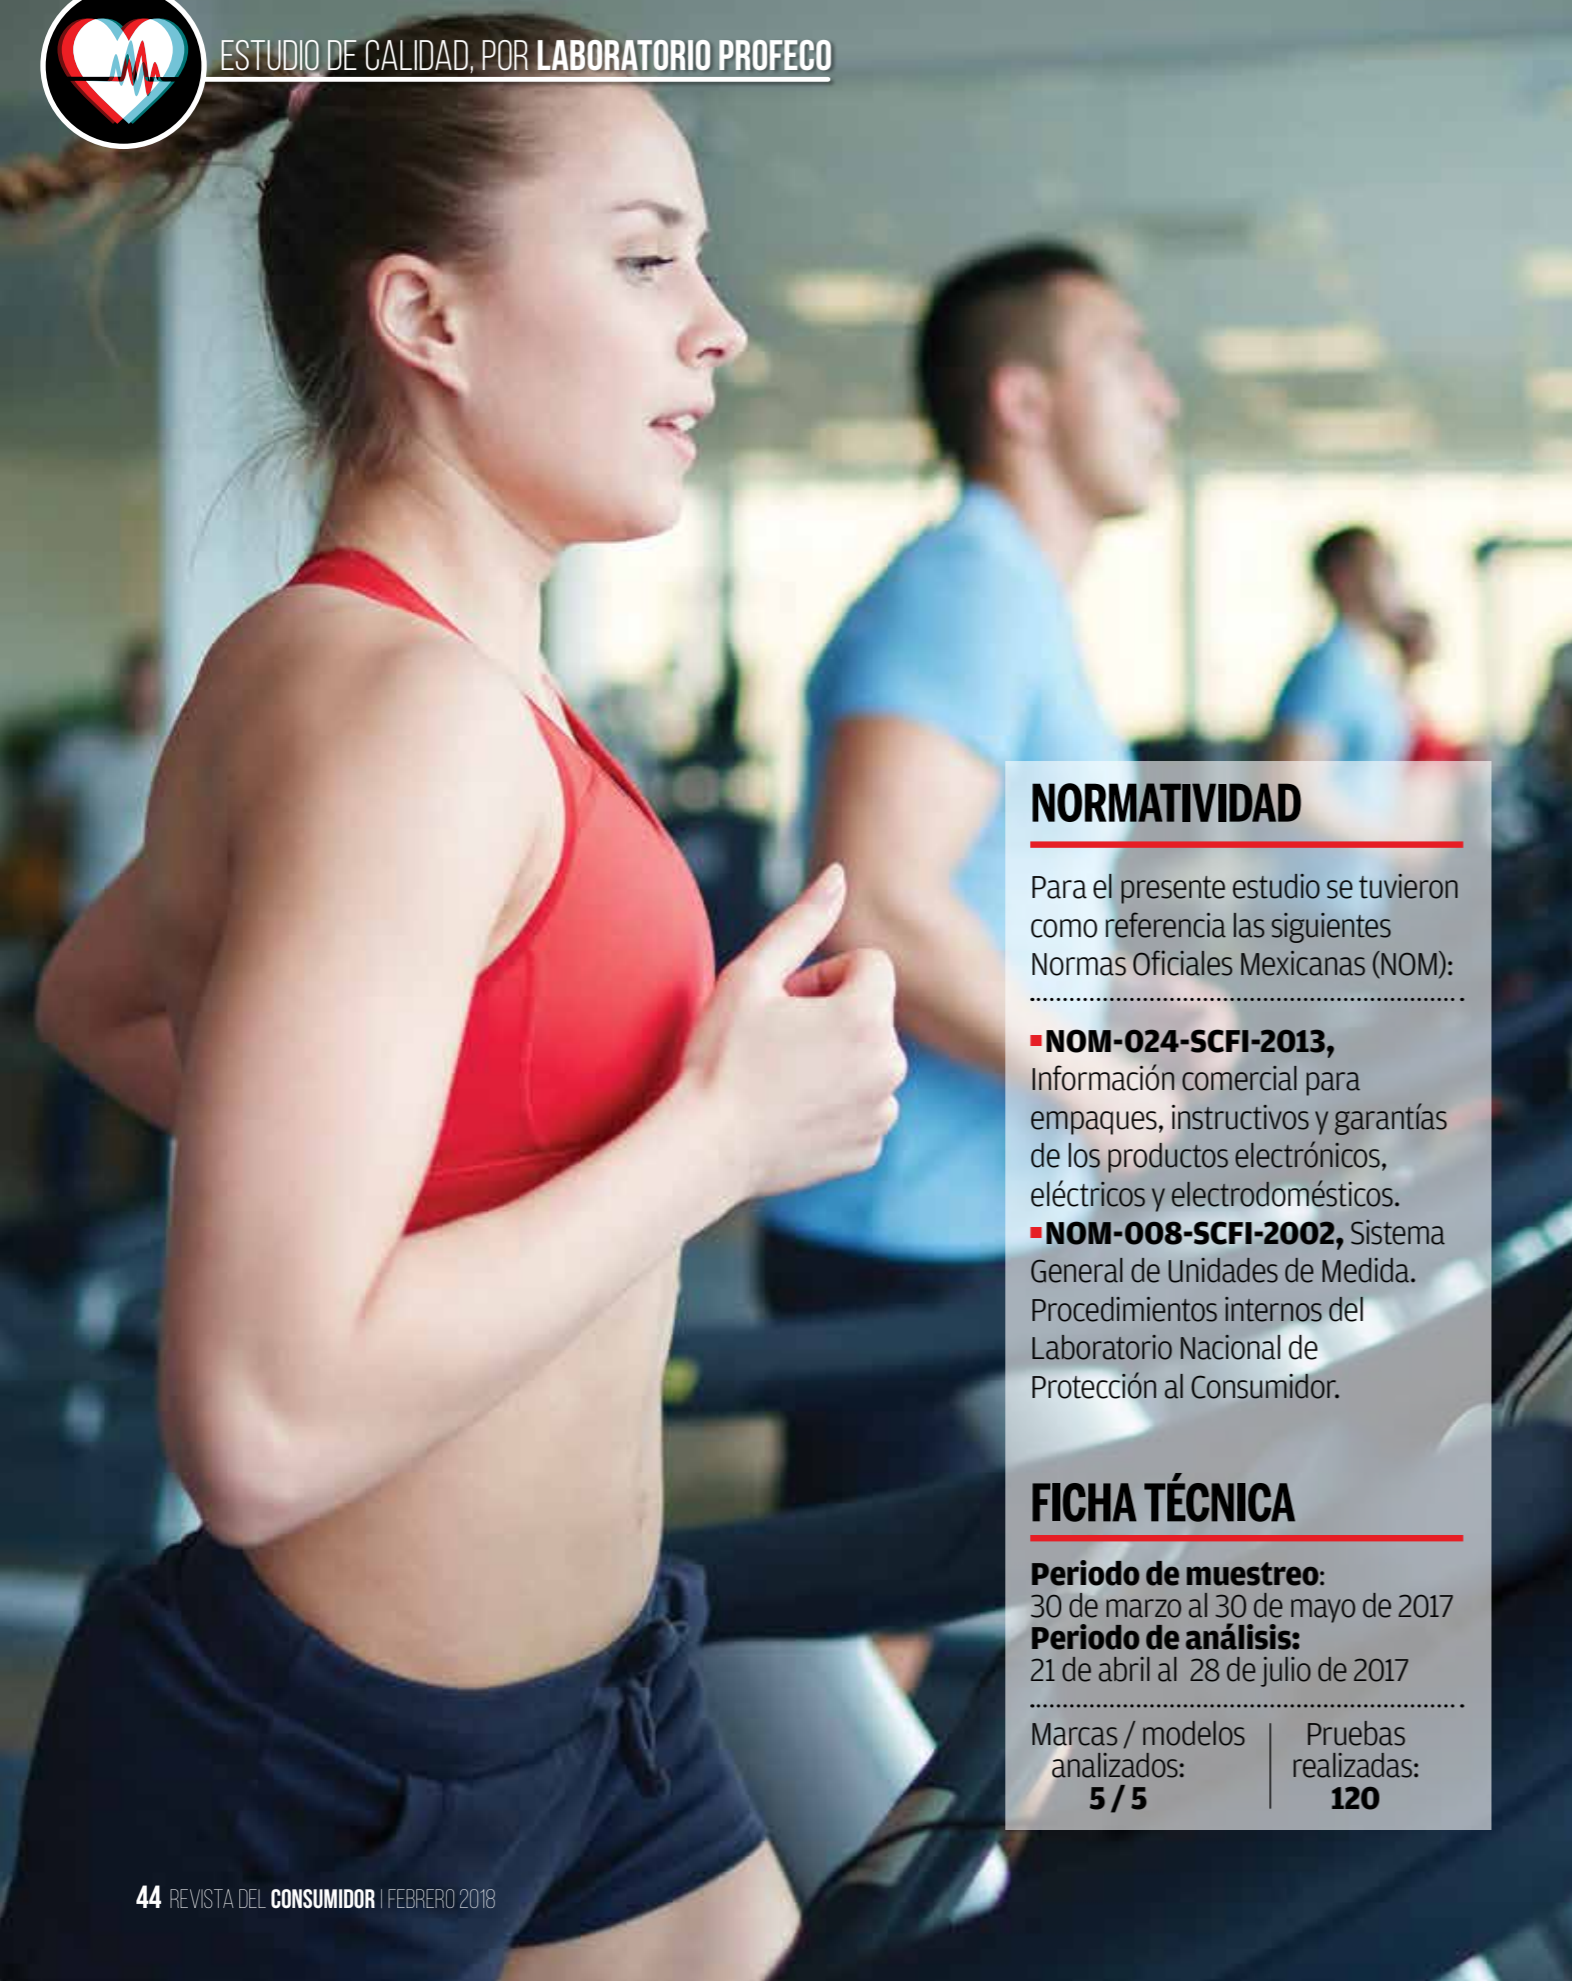 ESTUDIO DE CALIDAD, POR LABORATORIO PROFECO
NORMATIVIDAD
Para el presente estudio se tuvieron
como referencia las siguientes
Normas Oficiales Mexicanas (NOM):
NOM-024-SCFI-2013,
Información comercial para
empaques, instructivos y garantías
de los productos electrónicos,
eléctricos y electrodomésticos.
NOM-008-SCFI-2002, Sistema
General de Unidades de Medida.
Procedimientos internos del
Laboratorio Nacional de
Protección al Consumidor.
FICHA TÉCNICA
Periodo de muestreo:
30 de marzo al 30 de mayo de 2017
Periodo de análisis:
21 de abril al 28 de julio de 2017
Marcas / modelos
analizados:
5 / 5
Pruebas
realizadas:
120
44 REVISTA DEL CONSUMIDOR | FEBRERO 2018